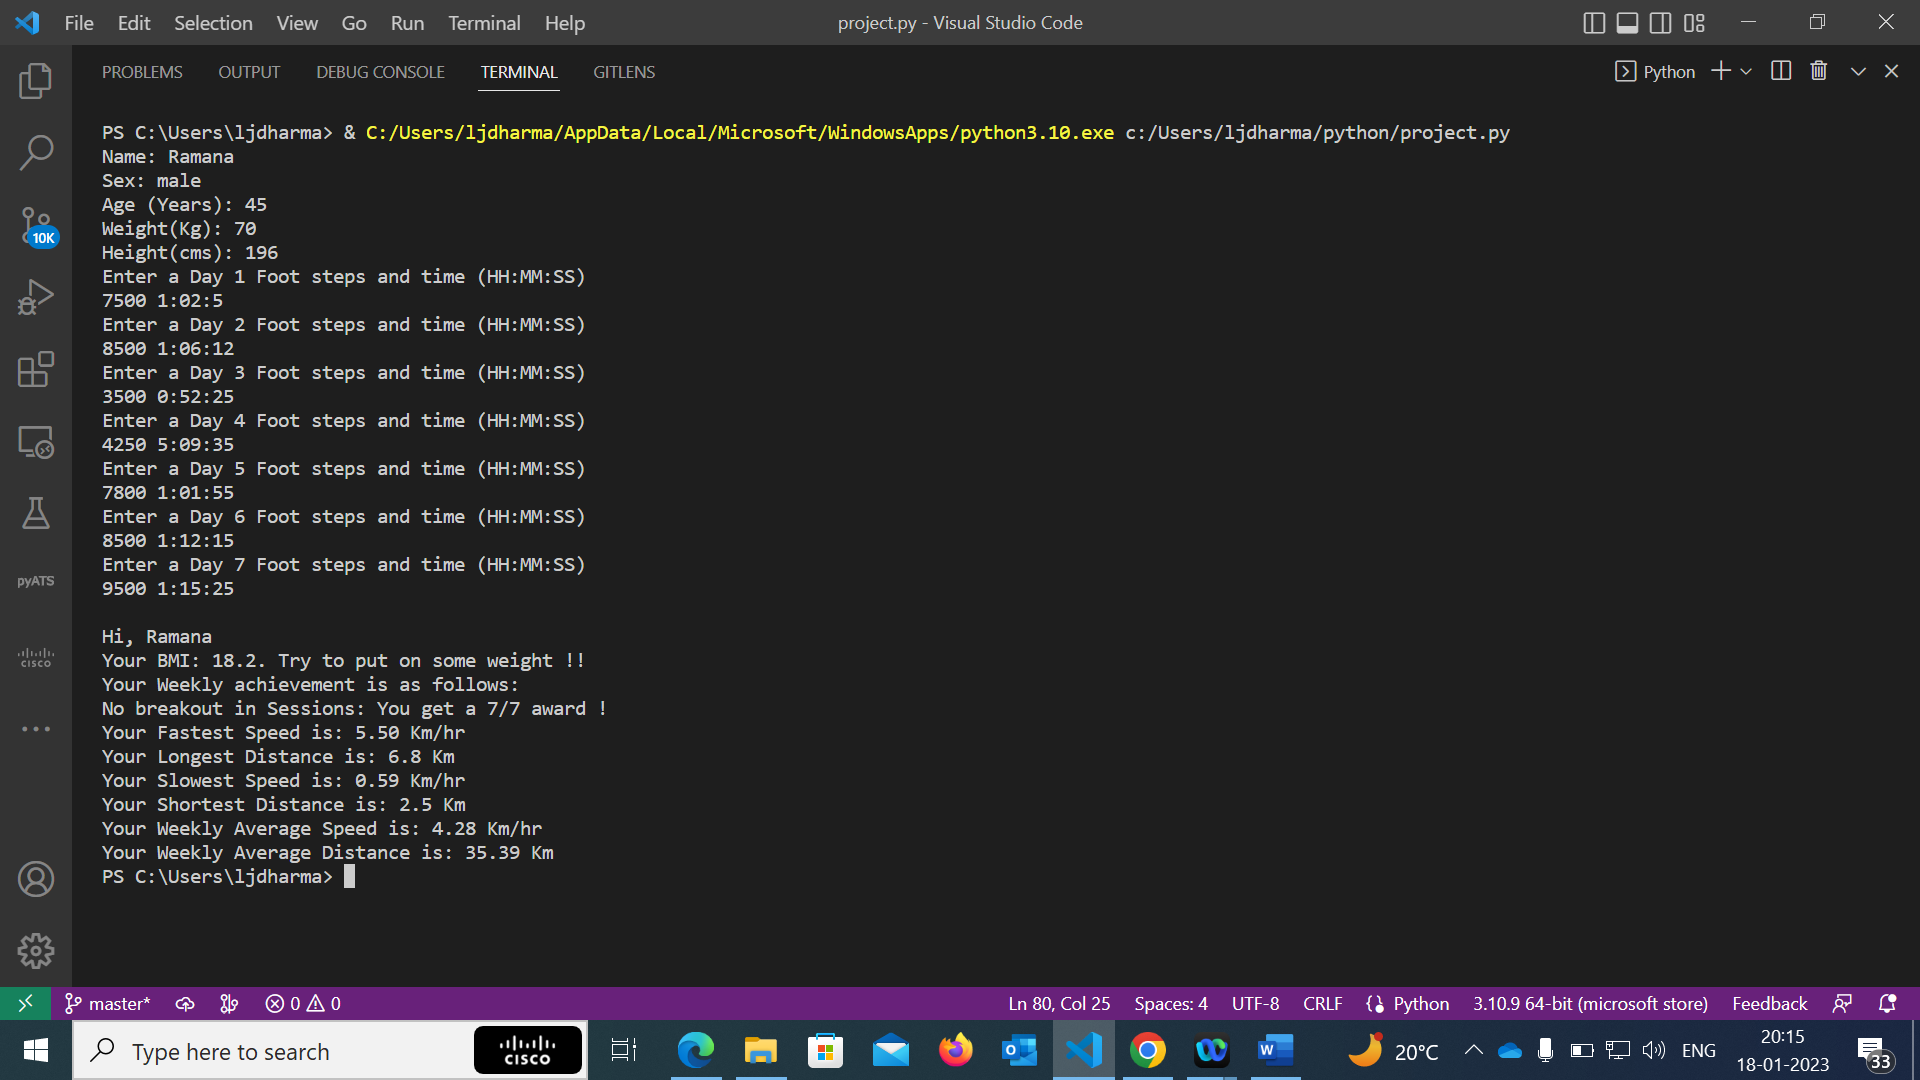 File Edit Selection View Go Run Terminal Help project.py - Visual Studio Code
PROBLEMS OUTPUT DEBUG CONSOLE TERMINAL GITLENS Python
PS C:\Users\ljdharma> & C:/Users/ljdharma/AppData/Local/Microsoft/WindowsApps/python3.10.exe c:/Users/ljdharma/python/project.py
Name: Ramana
Sex: male
Age (Years): 45
Weight(Kg): 70
Height(cms): 196
Enter a Day 1 Foot steps and time (HH:MM:SS)
7500 1:02:5
Enter a Day 2 Foot steps and time (HH:MM:SS)
8500 1:06:12
Enter a Day 3 Foot steps and time (HH:MM:SS)
3500 0:52:25
Enter a Day 4 Foot steps and time (HH:MM:SS)
4250 5:09:35
Enter a Day 5 Foot steps and time (HH:MM:SS)
7800 1:01:55
Enter a Day 6 Foot steps and time (HH:MM:SS)
8500 1:12:15
Enter a Day 7 Foot steps and time (HH:MM:SS)
9500 1:15:25
Hi, Ramana
Your BMI: 18.2. Try to put on some weight !!
Your Weekly achievement is as follows:
No breakout in Sessions: You get a 7/7 award !
Your Fastest Speed is: 5.50 Km/hr
Your Longest Distance is: 6.8 Km
Your Slowest Speed is: 0.59 Km/hr
Your Shortest Distance is: 2.5 Km
Your Weekly Average Speed is: 4.28 Km/hr
Your Weekly Average Distance is: 35.39 Km
PS C:\Users\ljdharma>
10K
pyATS
CISCO
master* 0 0 Ln 80, Col 25 Spaces: 4 UTF-8 CRLF Python 3.10.9 64-bit (microsoft store) Feedback
Type here to search CISCO 20°C ENG 20:15
18-01-2023 33